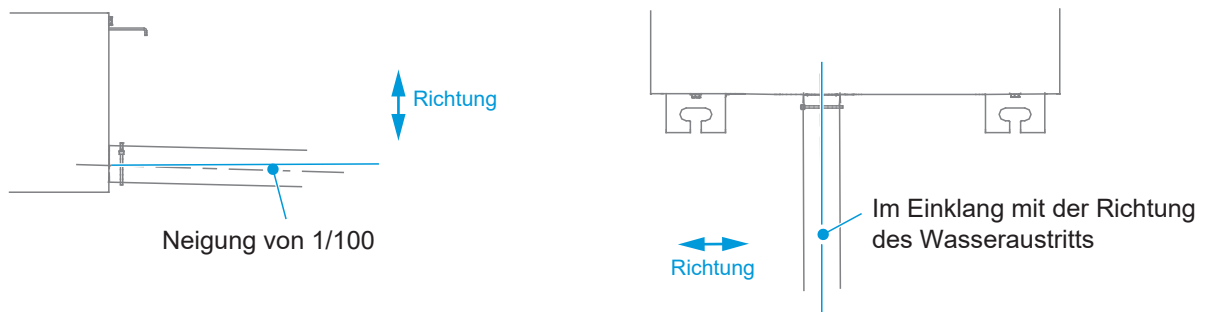 Richtung
Neigung von 1/100
Im Einklang mit der Richtung
des Wasseraustritts
Richtung